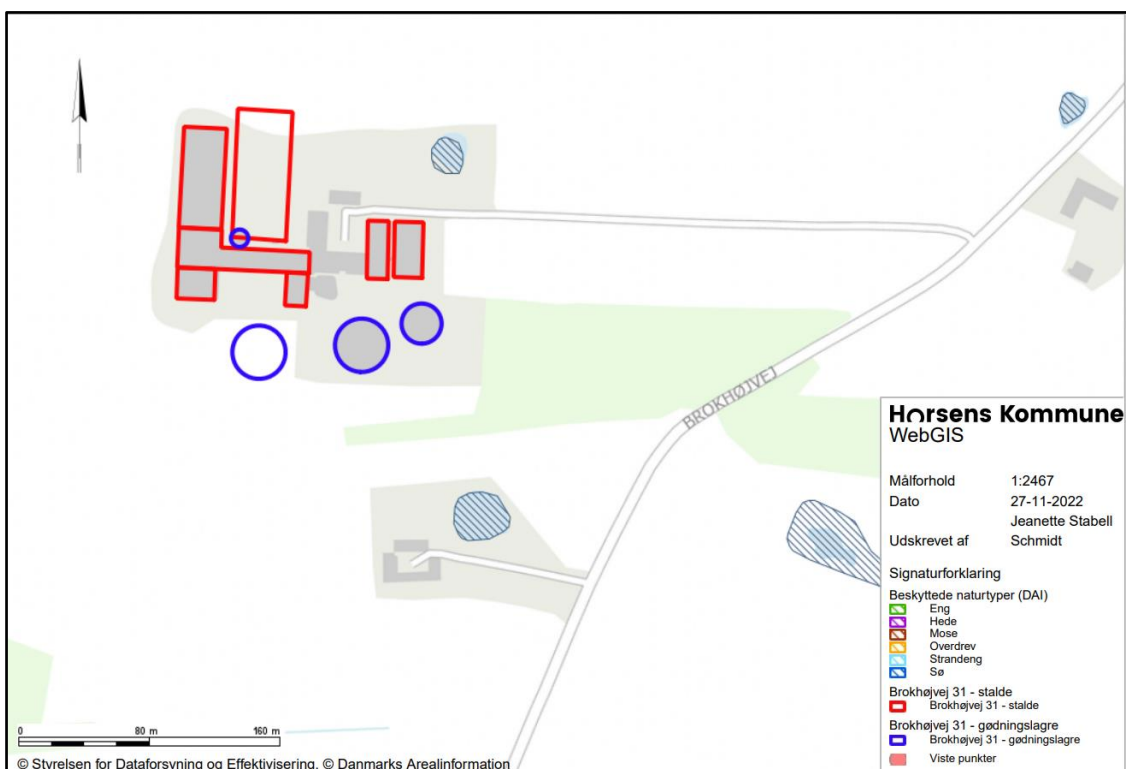 BROKHØJVEJ
Horsens Kommune
WebGIS
Målforhold 1:2467
Dato 27-11-2022
Jeanette Stabell
Udskrevet af Schmidt
Signaturforklaring
Beskyttede naturtyper (DAI)
Eng
Hede
Mose
Overdrev
Strandeng
Sø
Brokhøjvej 31 - stalde
Brokhøjvej 31 - stalde
Brokhøjvej 31 - gødningslagre
Brokhøjvej 31 - gødningslagre
Viste punkter
0 80 m 160 m
© Styrelsen for Dataforsyning og Effektivisering, © Danmarks Arealinformation